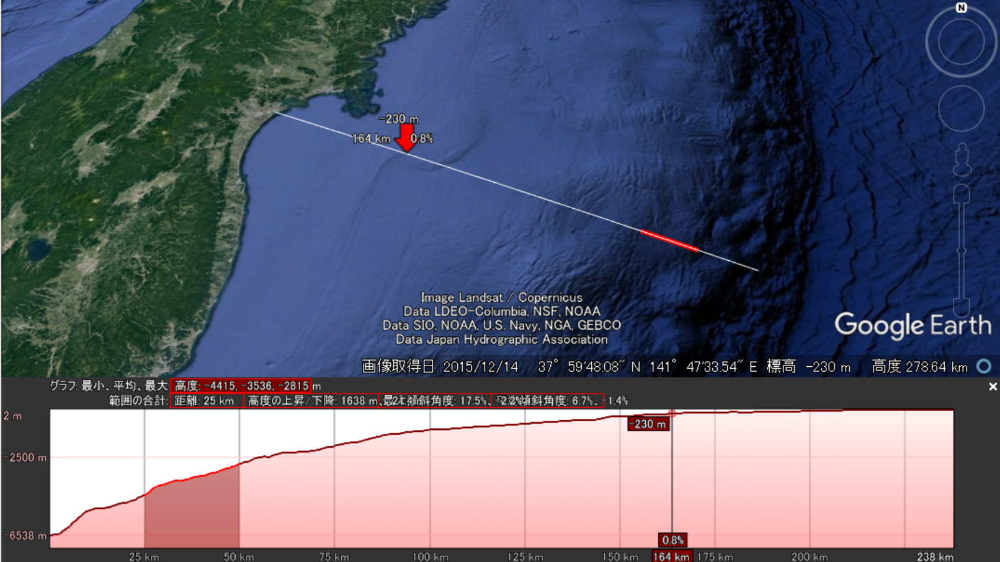 N
-230 m
164 km 0.8%
Image Landsat / Copernicus
Data LDEO-Columbia, NSF, NOAA
Data SIO, NOAA, U.S. Navy, NGA, GEBCO
Data Japan Hydrographic Association
Google Earth
画像取得日: 2015/12/14 37° 59'48.08" N 141° 47'33.54" E 標高 -230 m 高度 278.64 km
グラフ: 最小、平均、最大 高度: -4415, -3536, -2815 m
範囲の合計: 距離: 25 km 高度の上昇/下降: 1638 m、 最大傾斜角度: 17.5%、 傾斜角度: 6.7%、 -1.4%
2 m
-230 m
-2500 m
-6538 m
0.8%
25 km 50 km 75 km 100 km 125 km 150 km 164 km 175 km 200 km 238 km